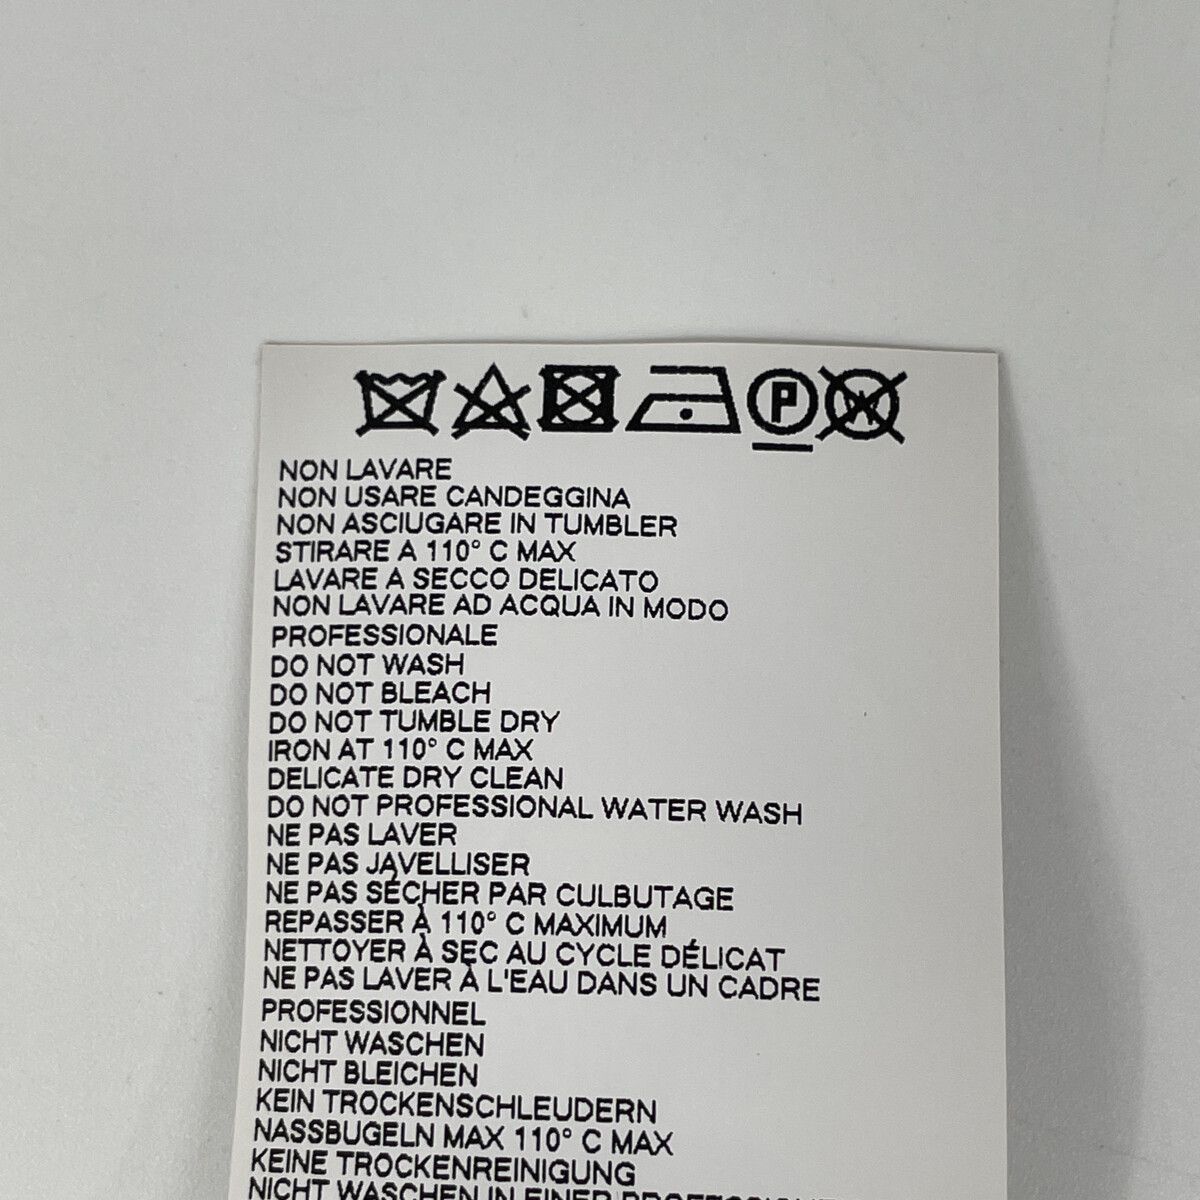 P W
NON LAVARE
NON USARE CANDEGGINA
NON ASCIUGARE IN TUMBLER
STIRARE A 110° C MAX
LAVARE A SECCO DELICATO
NON LAVARE AD ACQUA IN MODO
PROFESSIONALE
DO NOT WASH
DO NOT BLEACH
DO NOT TUMBLE DRY
IRON AT 110° C MAX
DELICATE DRY CLEAN
DO NOT PROFESSIONAL WATER WASH
NE PAS LAVER
NE PAS JAVELLISER
NE PAS SÉCHER PAR CULBUTAGE
REPASSER À 110° C MAXIMUM
NETTOYER À SEC AU CYCLE DÉLICAT
NE PAS LAVER À L'EAU DANS UN CADRE
PROFESSIONNEL
NICHT WASCHEN
NICHT BLEICHEN
KEIN TROCKENSCHLEUDERN
NASSBUGELN MAX 110° C MAX
KEINE TROCKENREINIGUNG
NICHT WASCHEN IN EINER